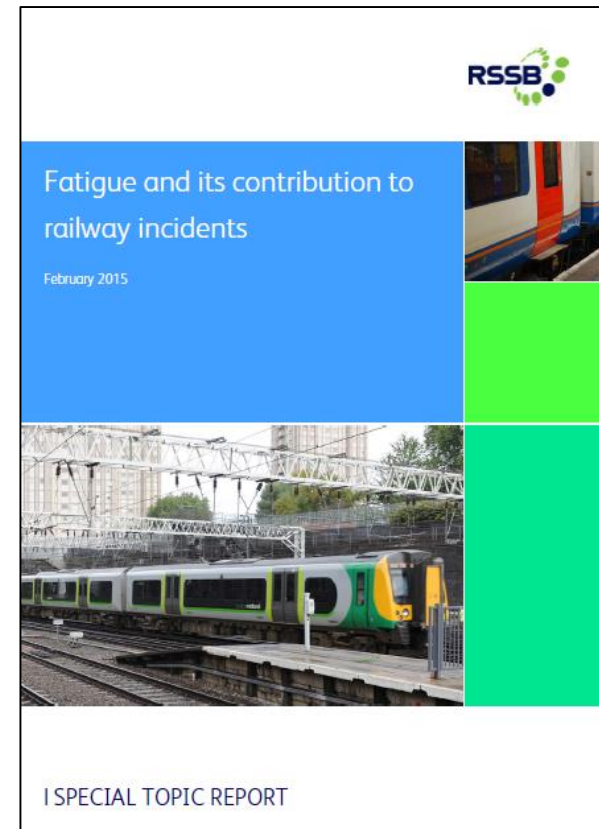 RSSB
Fatigue and its contribution to
railway incidents
February 2015
I SPECIAL TOPIC REPORT